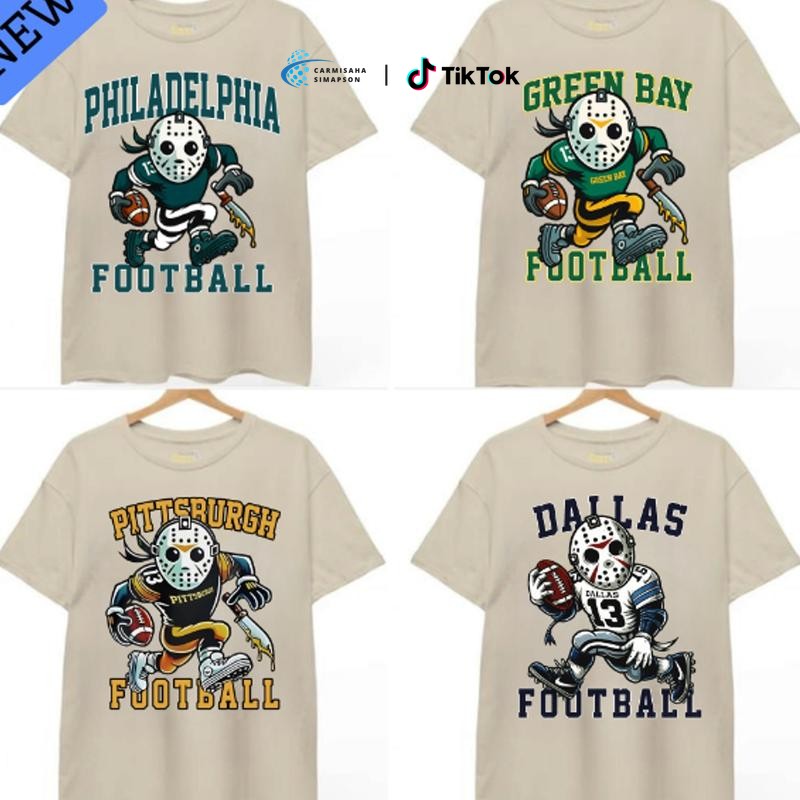 NEW
CARMISAHA
SIMAPSON
| TikTok
PHILADELPHIA
13
FOOTBALL
GREEN BAY
13
GREEN BAY
FOOTBALL
PITTSBURGH
3
PITTSBURGH
FOOTBALL
DALLAS
DALLAS
13
FOOTBALL